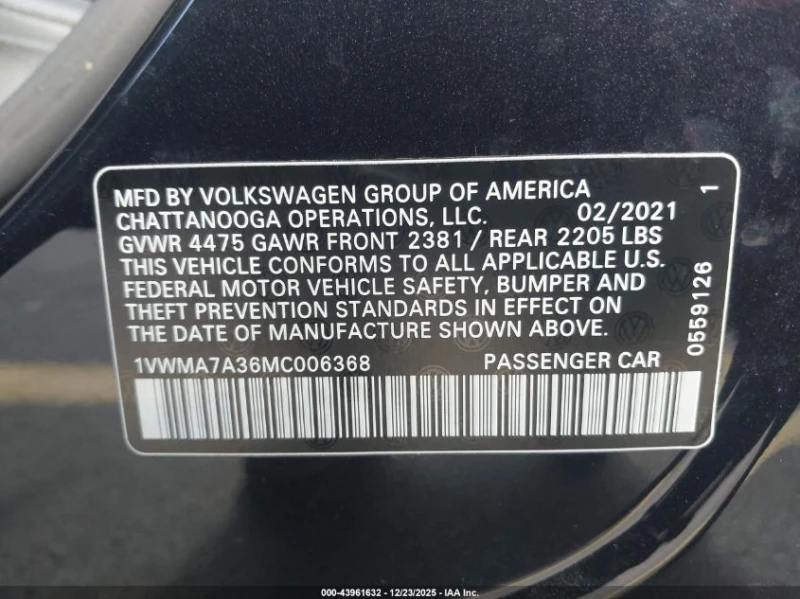 MFD BY VOLKSWAGEN GROUP OF AMERICA
CHATTANOOGA OPERATIONS, LLC. 02/2021
GVWR 4475 GAWR FRONT 2381 / REAR 2205 LBS
THIS VEHICLE CONFORMS TO ALL APPLICABLE U.S.
FEDERAL MOTOR VEHICLE SAFETY, BUMPER AND
THEFT PREVENTION STANDARDS IN EFFECT ON
THE DATE OF MANUFACTURE SHOWN ABOVE.
1VWMA7A36MC006368 PASSENGER CAR
0559126 1
000-43961632 - 12/23/2025 - IAA Inc.